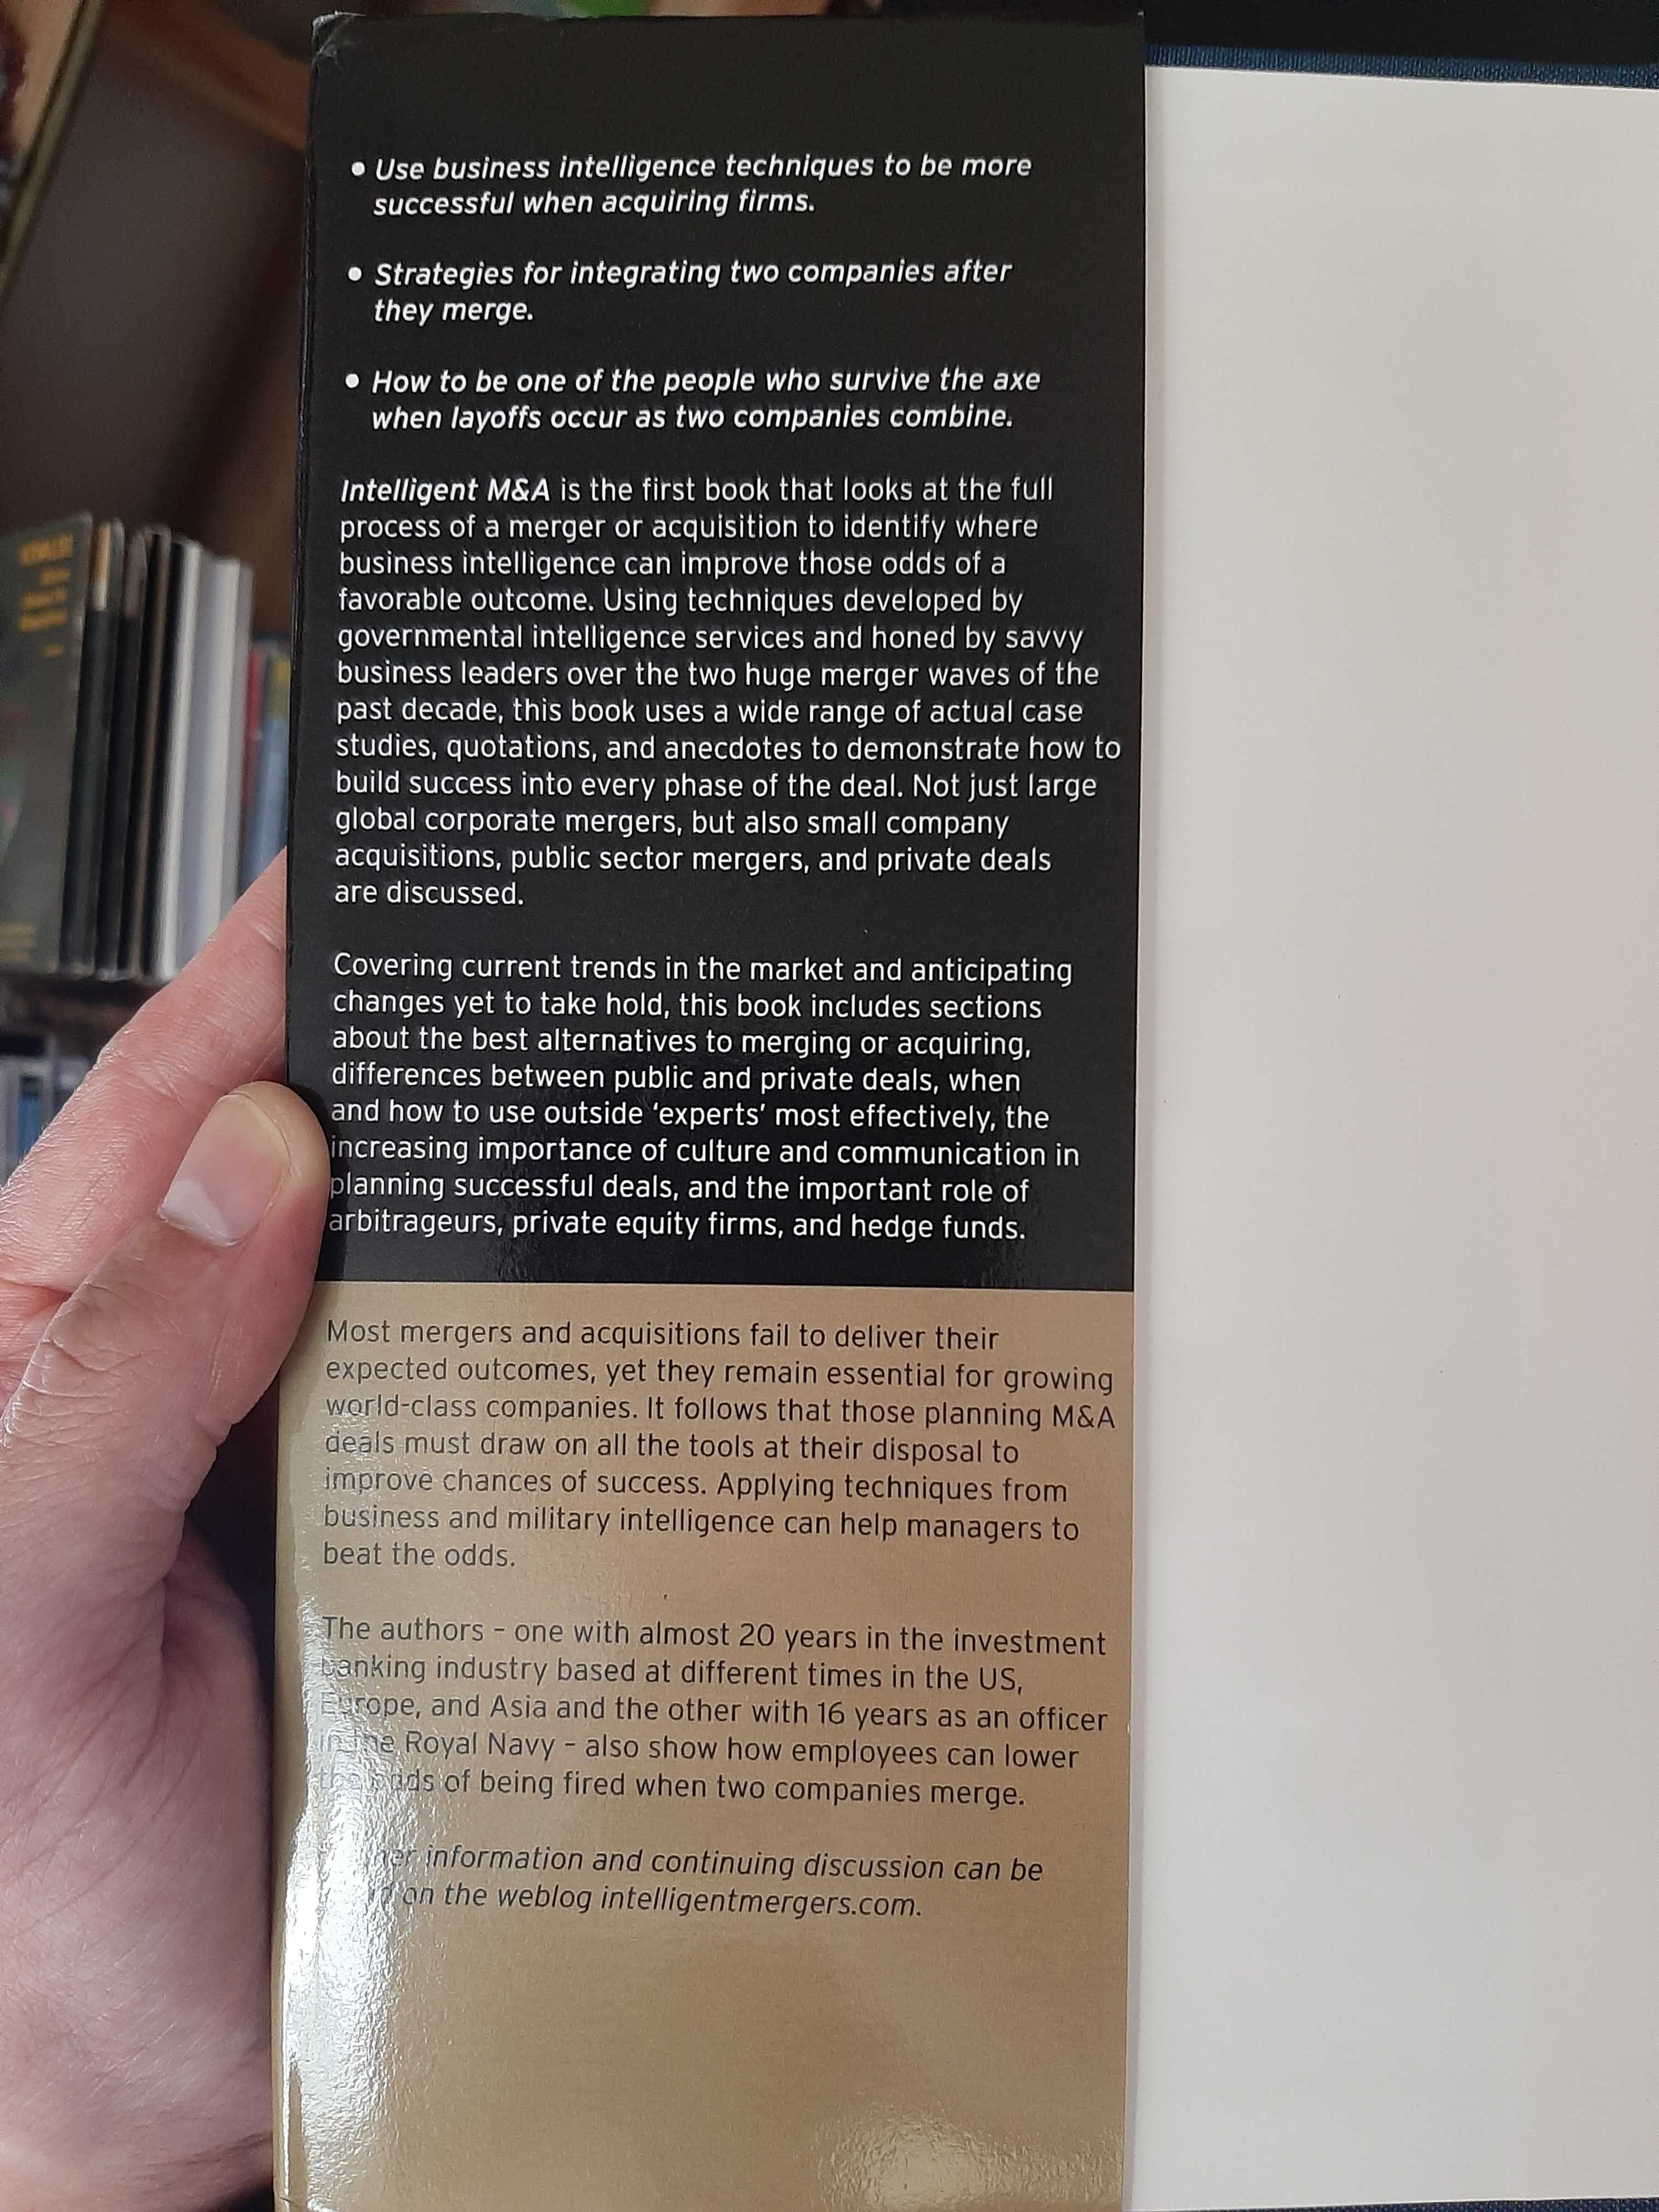 • Use business intelligence techniques to be more
successful when acquiring firms.
• Strategies for integrating two companies after
they merge.
• How to be one of the people who survive the axe
when layoffs occur as two companies combine.
Intelligent M&A is the first book that looks at the full
process of a merger or acquisition to identify where
business intelligence can improve those odds of a
favorable outcome. Using techniques developed by
governmental intelligence services and honed by savvy
business leaders over the two huge merger waves of the
past decade, this book uses a wide range of actual case
studies, quotations, and anecdotes to demonstrate how to
build success into every phase of the deal. Not just large
global corporate mergers, but also small company
acquisitions, public sector mergers, and private deals
are discussed.
Covering current trends in the market and anticipating
changes yet to take hold, this book includes sections
about the best alternatives to merging or acquiring,
differences between public and private deals, when
and how to use outside ‘experts’ most effectively, the
increasing importance of culture and communication in
planning successful deals, and the important role of
arbitrageurs, private equity firms, and hedge funds.
Most mergers and acquisitions fail to deliver their
expected outcomes, yet they remain essential for growing
world-class companies. It follows that those planning M&A
deals must draw on all the tools at their disposal to
improve chances of success. Applying techniques from
business and military intelligence can help managers to
beat the odds.
The authors – one with almost 20 years in the investment
banking industry based at different times in the US,
Europe, and Asia and the other with 16 years as an officer
in the Royal Navy – also show how employees can lower
the odds of being fired when two companies merge.
information and continuing discussion can be
on the weblog intelligentmergers.com.